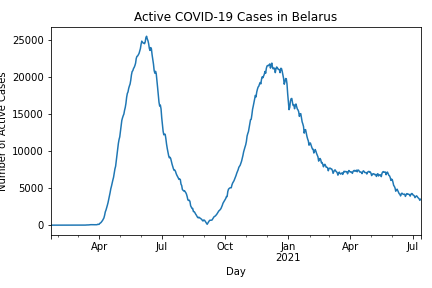 Active COVID-19 Cases in Belarus
Number of Active Cases
25000
20000
15000
10000
5000
0
Apr Jul Oct Jan Apr Jul
2021
Day